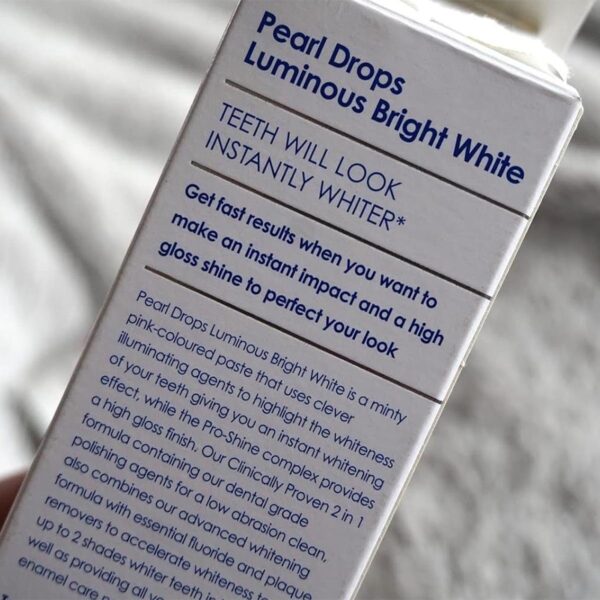 Pearl Drops
Luminous Bright White
TEETH WILL LOOK
INSTANTLY WHITER*
Get fast results when you want to
make an instant impact and a high
gloss shine to perfect your look
Pearl Drops Luminous Bright White is a minty
pink-coloured paste that uses clever
illuminating agents to highlight the whiteness
of your teeth giving you an instant whitening
effect, while the Pro-Shine complex provides
a high gloss finish. Our Clinically Proven 2 in 1
formula containing our dental grade
polishing agents for a low abrasion clean,
also combines our advanced whitening
formula with essential fluoride and plaque
removers to accelerate whiteness to
up to 2 shades whiter teeth in
well as providing all
enamel care